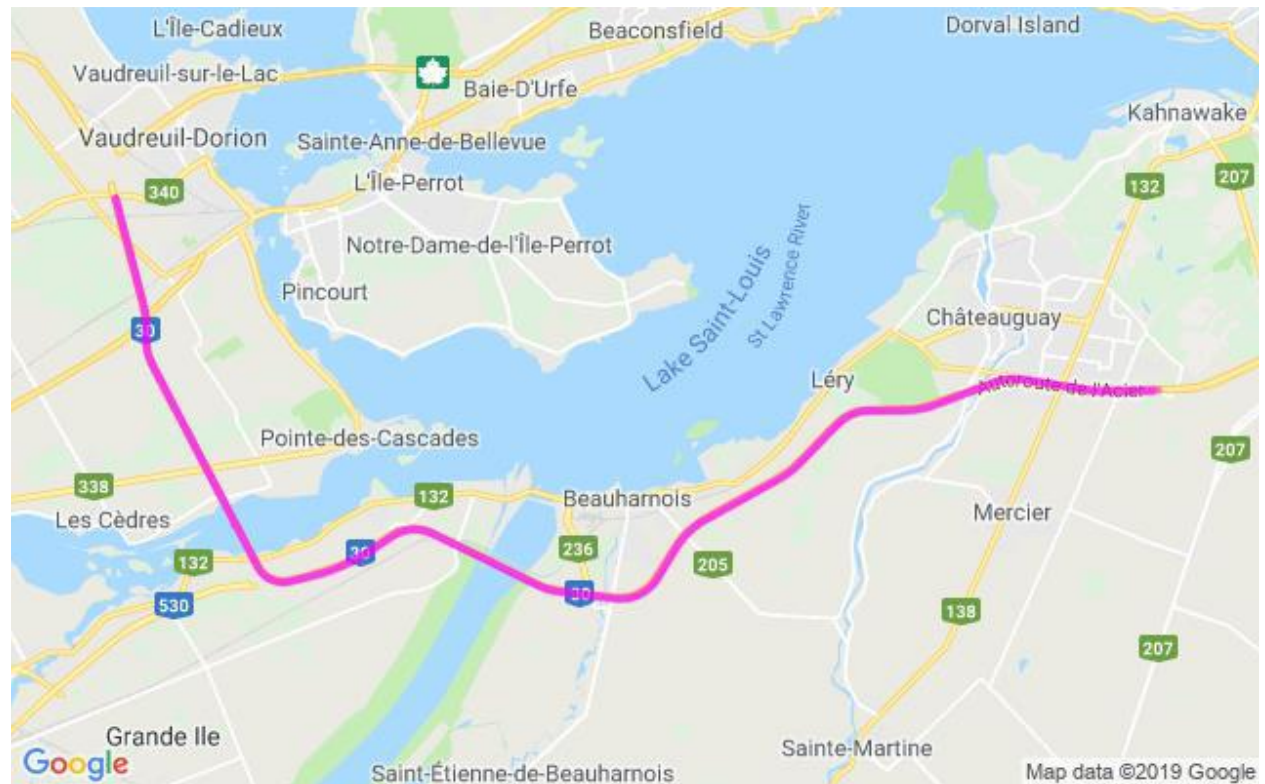 L'Île-Cadieux
Beaconsfield
Dorval Island
Vaudreuil-sur-le-Lac
Baie-D'Urfe
Kahnawake
Vaudreuil-Dorion
Sainte-Anne-de-Bellevue
L'Île-Perrot
340
132
207
Notre-Dame-de-l'Île-Perrot
Pincourt
Lake Saint-Louis
St Lawrence River
30
Châteauguay
Léry
Autoroute de l'Acier
Pointe-des-Cascades
207
338
132
Beauharnois
Les Cèdres
Mercier
132
30
236
205
530
30
138
207
Grande Ile
Sainte-Martine
Google
Saint-Étienne-de-Beauharnois
Map data ©2019 Google